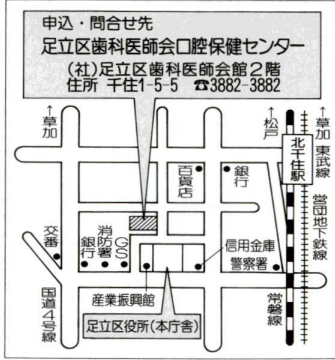 申込・問合せ先
足立区歯科医師会口腔保健センター
(社)足立区歯科医師会館2階
住所 千住1-5-5 ☎3882-3882
↑草加
↑松戸
↑草加
東武線
北千住駅
百貨店
銀行
営団地下鉄線
交番
銀行
消防署
GS
信用金庫
警察署
国道4号線
産業振興館
常磐線
足立区役所(本庁舎)